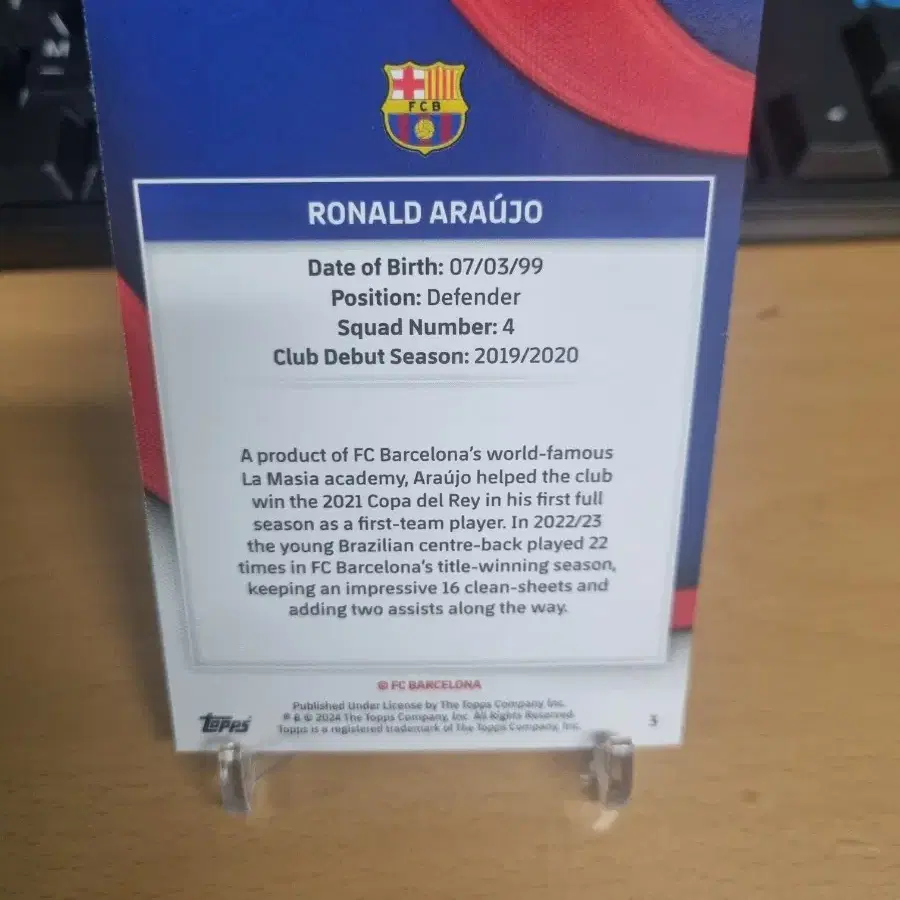 M
FCB
RONALD ARAÚJO
Date of Birth: 07/03/99
Position: Defender
Squad Number: 4
Club Debut Season: 2019/2020
A product of FC Barcelona's world-famous
La Masia academy, Araújo helped the club
win the 2021 Copa del Rey in his first full
season as a first-team player. In 2022/23
the young Brazilian centre-back played 22
times in FC Barcelona's title-winning season,
keeping an impressive 16 clean-sheets and
adding two assists along the way.
© FC BARCELONA
Published Under License by The Topps Company, Inc.
® & © 2024 The Topps Company, Inc. All Rights Reserved.
Topps is a registered trademark of The Topps Company, Inc.
Topps
3